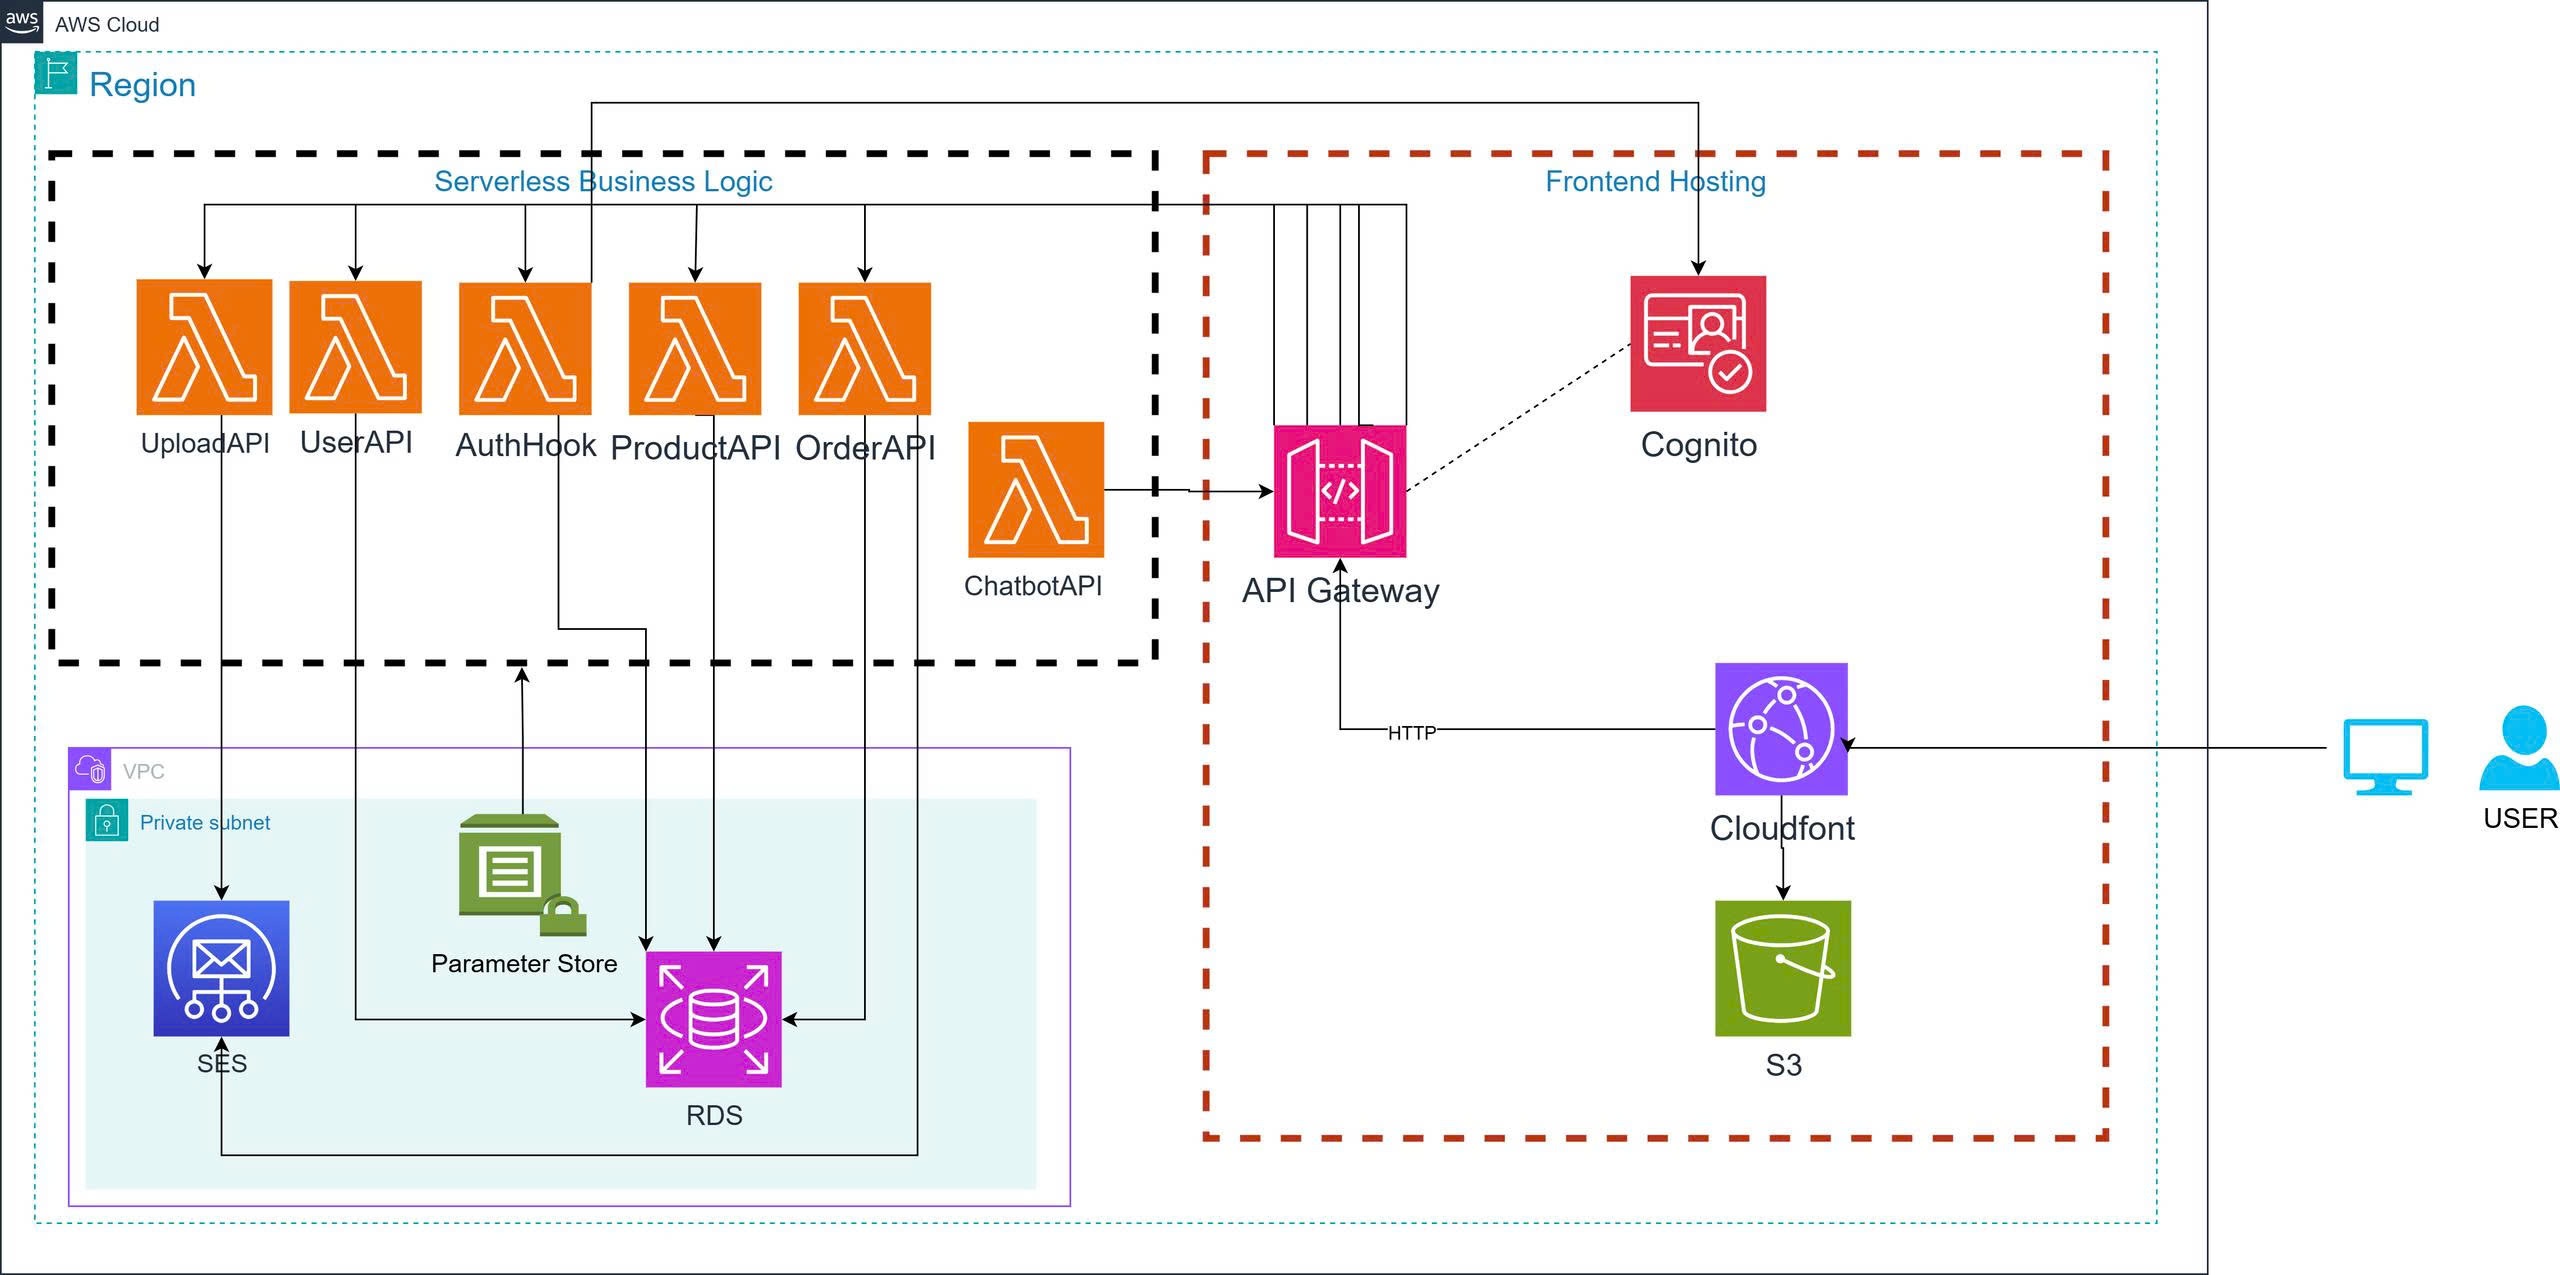 aws
AWS Cloud
Region
Serverless Business Logic
Frontend Hosting
UploadAPI
UserAPI
AuthHook
ProductAPI
OrderAPI
Cognito
ChatbotAPI
API Gateway
HTTP
VPC
Private subnet
Cloudfont
USER
Parameter Store
SES
S3
RDS